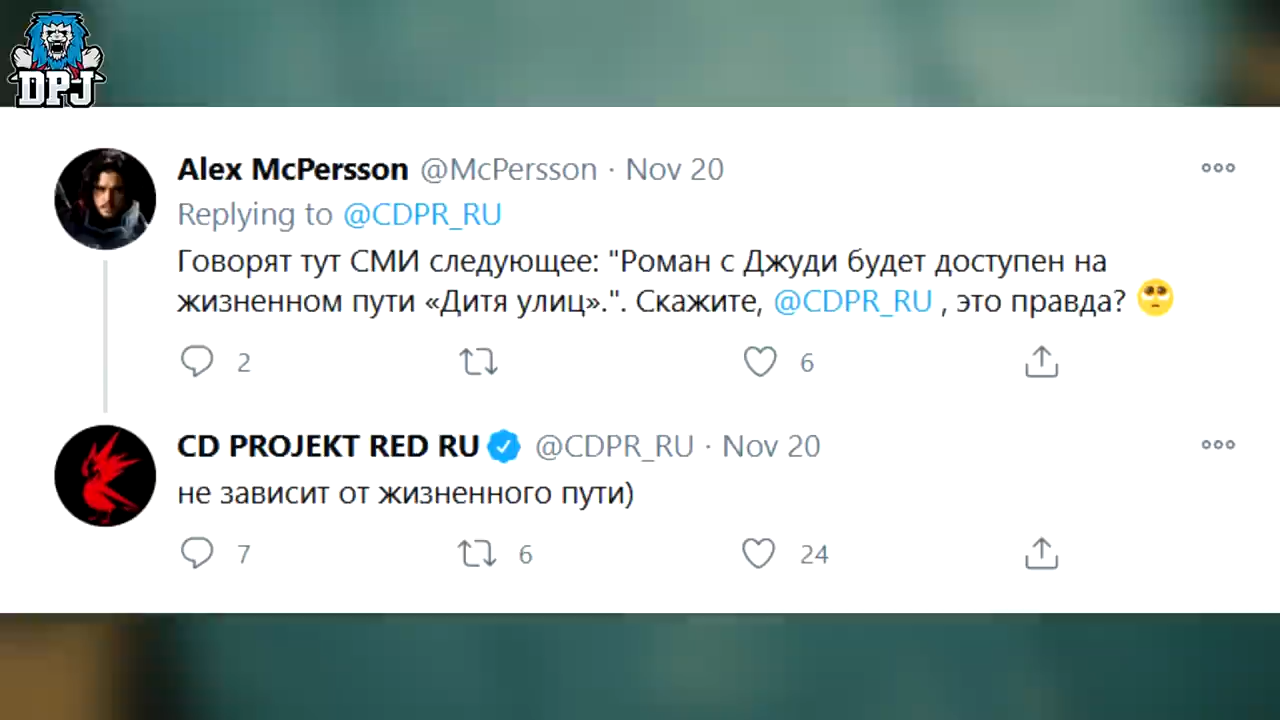 DPJ
Alex McPersson @McPersson · Nov 20
Replying to @CDPR_RU
Говорят тут СМИ следующее: "Роман с Джуди будет доступен на
жизненном пути «Дитя улиц».". Скажите, @CDPR_RU , это правда? 🥺
2 6
CD PROJEKT RED RU @CDPR_RU · Nov 20
не зависит от жизненного пути)
7 6 24